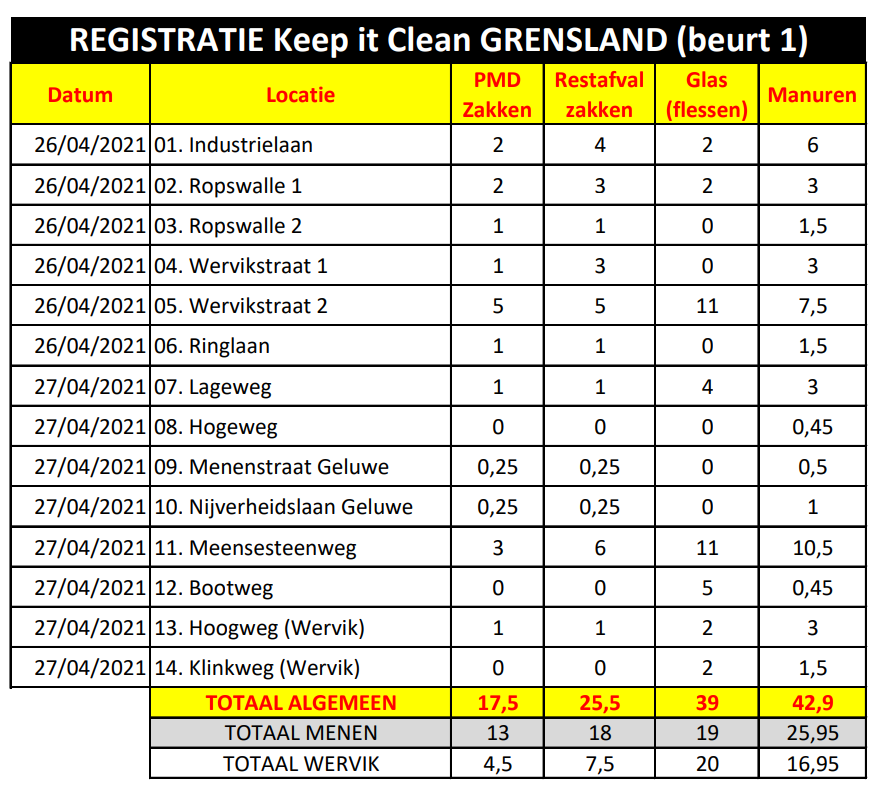 REGISTRATIE Keep it Clean GRENSLAND (beurt 1)
Datum Locatie PMD Zakken Restafval zakken Glas (flessen) Manuren
26/04/2021 01. Industrielaan 2 4 2 6
26/04/2021 02. Ropswalle 1 2 3 2 3
26/04/2021 03. Ropswalle 2 1 1 0 1,5
26/04/2021 04. Wervikstraat 1 1 3 0 3
26/04/2021 05. Wervikstraat 2 5 5 11 7,5
26/04/2021 06. Ringlaan 1 1 0 1,5
27/04/2021 07. Lageweg 1 1 4 3
27/04/2021 08. Hogeweg 0 0 0 0,45
27/04/2021 09. Menenstraat Geluwe 0,25 0,25 0 0,5
27/04/2021 10. Nijverheidslaan Geluwe 0,25 0,25 0 1
27/04/2021 11. Meensesteenweg 3 6 11 10,5
27/04/2021 12. Bootweg 0 0 5 0,45
27/04/2021 13. Hoogweg (Wervik) 1 1 2 3
27/04/2021 14. Klinkweg (Wervik) 0 0 2 1,5
TOTAAL ALGEMEEN 17,5 25,5 39 42,9
TOTAAL MENEN 13 18 19 25,95
TOTAAL WERVIK 4,5 7,5 20 16,95